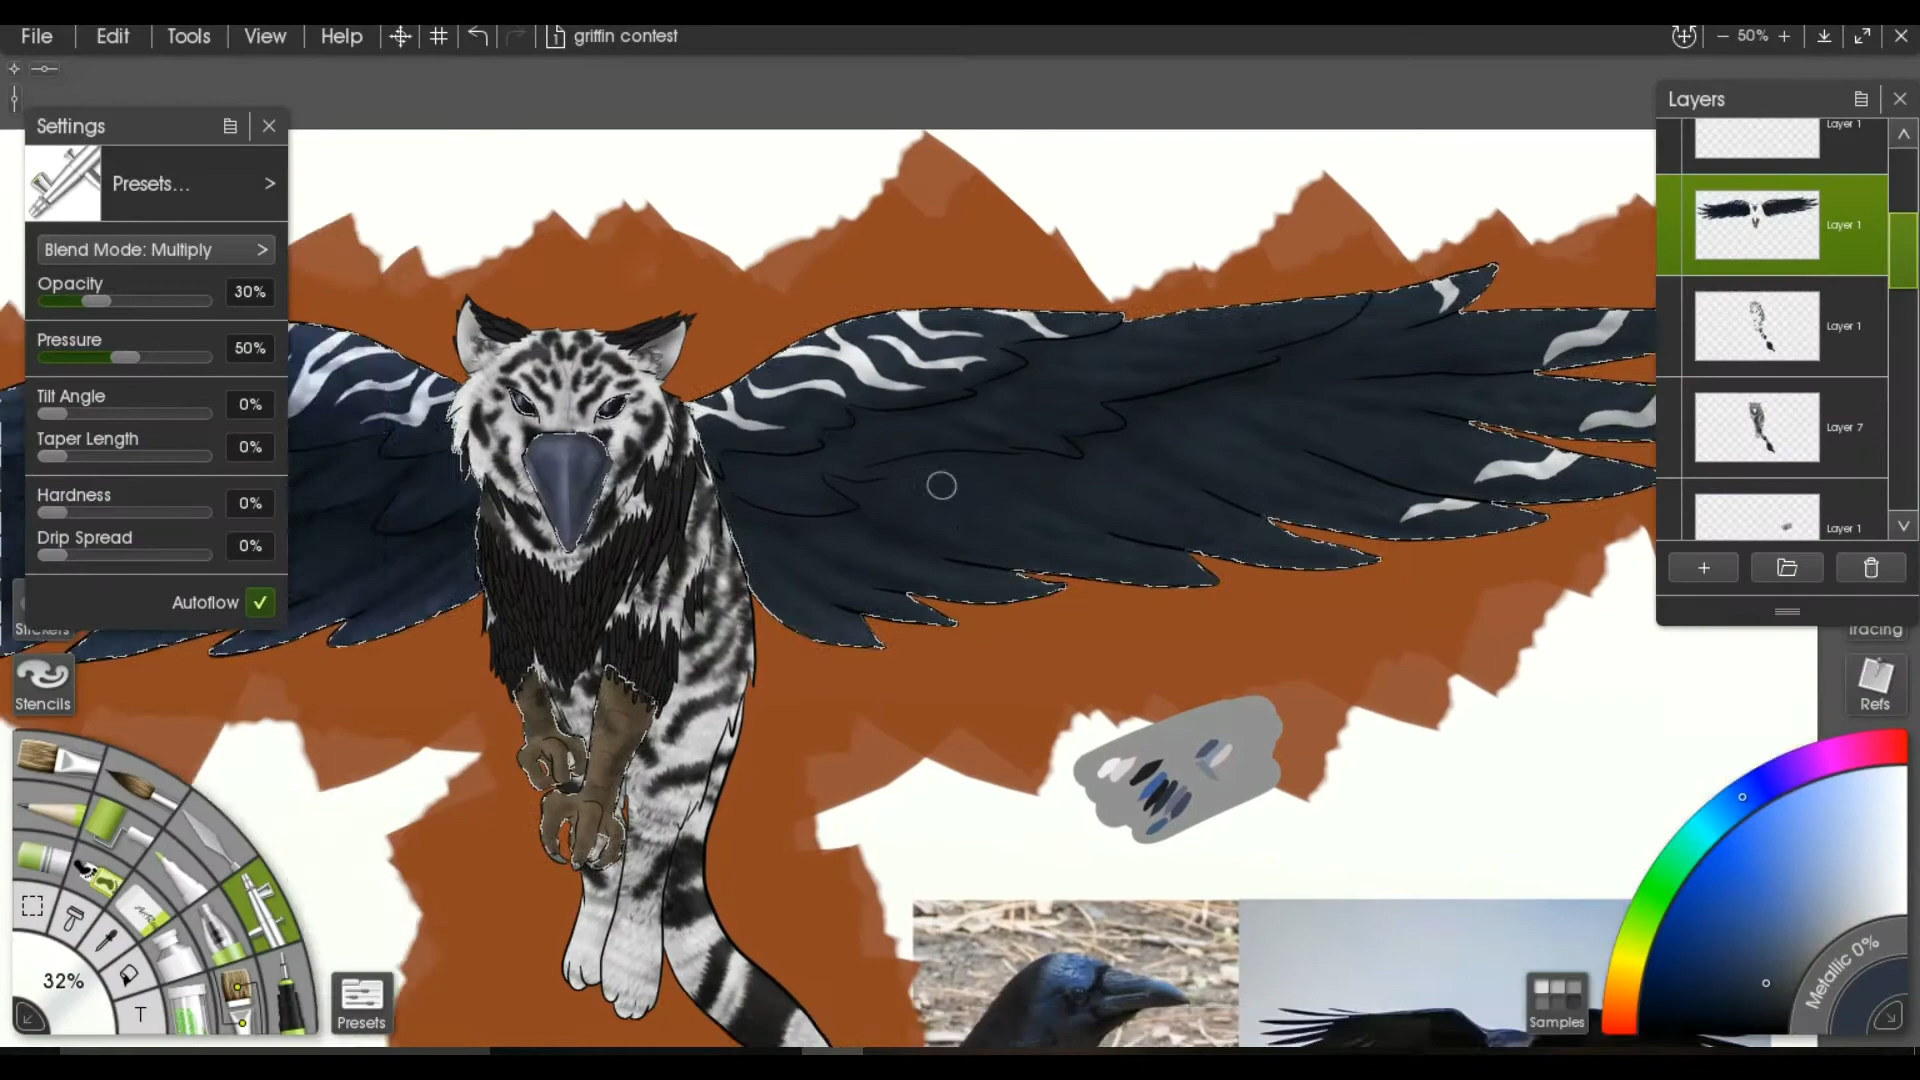 File Edit Tools View Help griffin contest 50%
Settings
Presets...
Blend Mode: Multiply
Opacity 30%
Pressure 50%
Tilt Angle 0%
Taper Length 0%
Hardness 0%
Drip Spread 0%
Autoflow
Stickers
Stencils
32%
T
Presets
Layers
Layer 1
Layer 1
Layer 1
Layer 7
Layer 1
Tracing
Refs
Metallic 0%
Samples